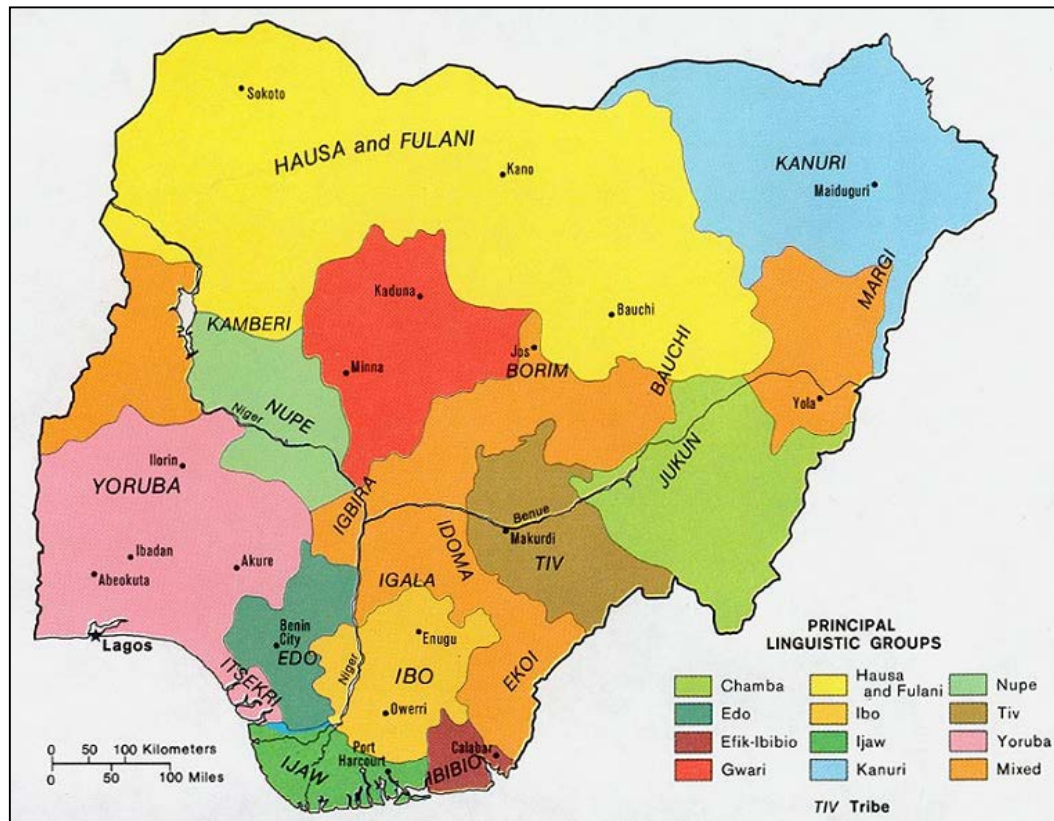 Sokoto
HAUSA and FULANI
Kano
KANURI
Maiduguri
MARGI
Kaduna
KAMBERI
Bauchi
BAUCHI
Jos
BORIM
Minna
Yola
NUPE
Niger
Ilorin
YORUBA
JUKUN
IGBIRA
Benue
IDOMA
Makurdi
TIV
Ibadan
Akure
Abeokuta
IGALA
Benin
City
EDO
Enugu
Lagos
Niger
IBO
EKOI
ITSEKRI
Owerri
Port
Harcourt
Calabar
IJAW
IBIBIO
0 50 100 Kilometers
0 50 100 Miles
PRINCIPAL
LINGUISTIC GROUPS
Chamba
Edo
Efik-Ibibio
Gwari
Hausa
and Fulani
Ibo
Ijaw
Kanuri
Nupe
Tiv
Yoruba
Mixed
TIV Tribe